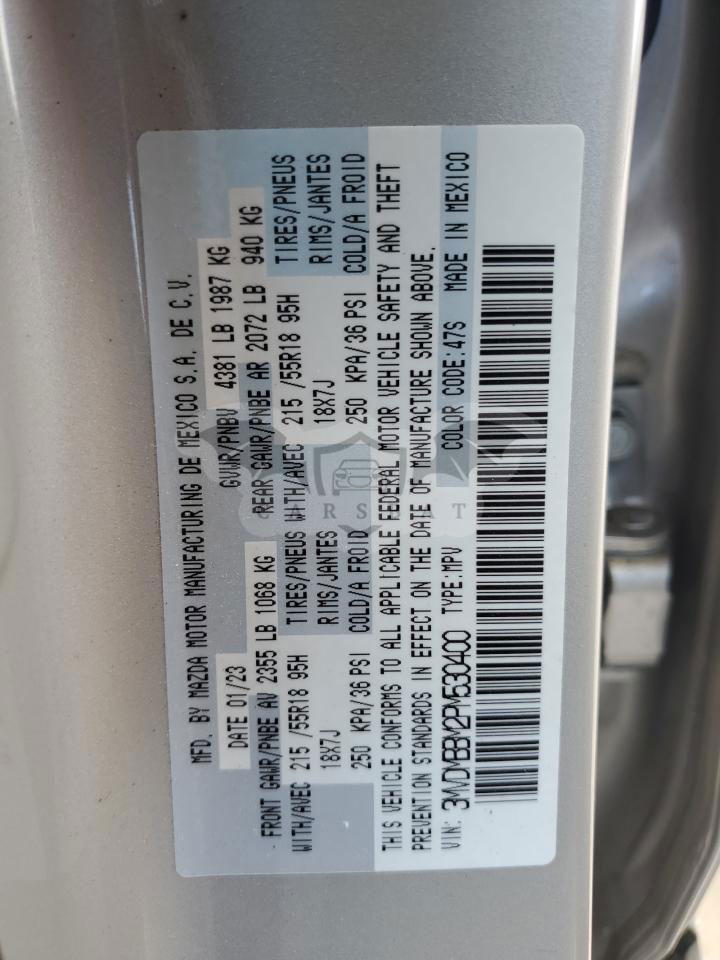 MFD. BY MAZDA MOTOR MANUFACTURING DE MEXICO S.A. DE C.V.
DATE 01/23 GVWR/PNBV 4381 LB 1987 KG
FRONT GAWR/PNBE AV 2355 LB 1068 KG REAR GAWR/PNBE AR 2072 LB 940 KG
WITH/AVEC 215 /55R18 95H TIRES/PNEUS WITH/AVEC 215 /55R18 95H TIRES/PNEUS
18X7J RIMS/JANTES 18X7J RIMS/JANTES
250 KPA/36 PSI COLD/A FROID 250 KPA/36 PSI COLD/A FROID
THIS VEHICLE CONFORMS TO ALL APPLICABLE FEDERAL MOTOR VEHICLE SAFETY AND THEFT
PREVENTION STANDARDS IN EFFECT ON THE DATE OF MANUFACTURE SHOWN ABOVE.
VIN: 3MVDMBBM2PM530400 TYPE:MPV COLOR CODE:47S MADE IN MEXICO